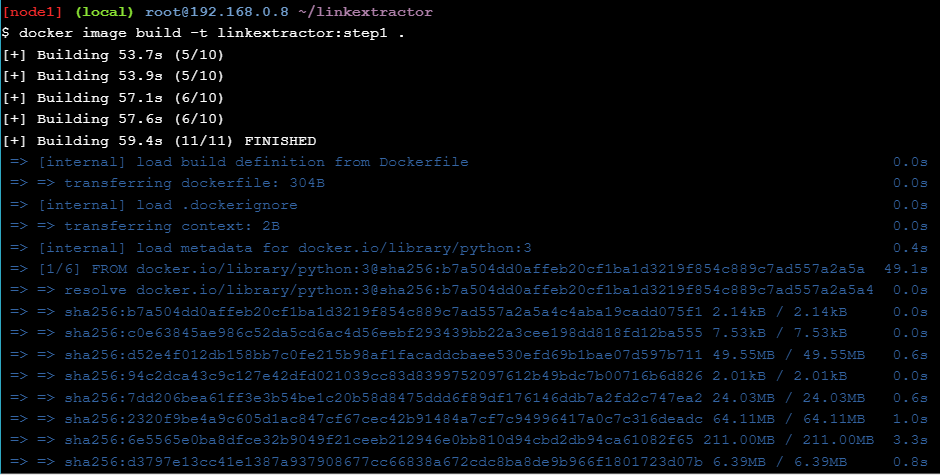 [node1] (local) root@192.168.0.8 ~/linkextractor
$ docker image build -t linkextractor:step1 .
[+] Building 53.7s (5/10)
[+] Building 53.9s (5/10)
[+] Building 57.1s (6/10)
[+] Building 57.6s (6/10)
[+] Building 59.4s (11/11) FINISHED
=> [internal] load build definition from Dockerfile 0.0s
=> => transferring dockerfile: 304B 0.0s
=> [internal] load .dockerignore 0.0s
=> => transferring context: 2B 0.0s
=> [internal] load metadata for docker.io/library/python:3 0.4s
=> [1/6] FROM docker.io/library/python:3@sha256:b7a504dd0affeb20cf1ba1d3219f854c889c7ad557a2a5a 49.1s
=> => resolve docker.io/library/python:3@sha256:b7a504dd0affeb20cf1ba1d3219f854c889c7ad557a2a5a4 0.0s
=> => sha256:b7a504dd0affeb20cf1ba1d3219f854c889c7ad557a2a5a4c4aba19cadd075f1 2.14kB / 2.14kB 0.0s
=> => sha256:c0e63845ae986c52da5cd6ac4d56eebf293439bb22a3cee198dd818fd12ba555 7.53kB / 7.53kB 0.0s
=> => sha256:d52e4f012db158bb7c0fe215b98af1facaddcbaee530efd69b1bae07d597b711 49.55MB / 49.55MB 0.6s
=> => sha256:94c2dca43c9c127e42dfd021039cc83d8399752097612b49bdc7b00716b6d826 2.01kB / 2.01kB 0.0s
=> => sha256:7dd206bea61ff3e3b54be1c20b58d8475ddd6f89df176146ddb7a2fd2c747ea2 24.03MB / 24.03MB 0.6s
=> => sha256:2320f9be4a9c605d1ac847cf67cec42b91484a7cf7c94996417a0c7c316deadc 64.11MB / 64.11MB 1.0s
=> => sha256:6e5565e0ba8dfce32b9049f21ceeb212946e0bb810d94cbd2db94ca61082f65 211.00MB / 211.00MB 3.3s
=> => sha256:d3797e13cc41e1387a937908677cc66838a672cdc8ba8de9b966f1801723d07b 6.39MB / 6.39MB 0.8s